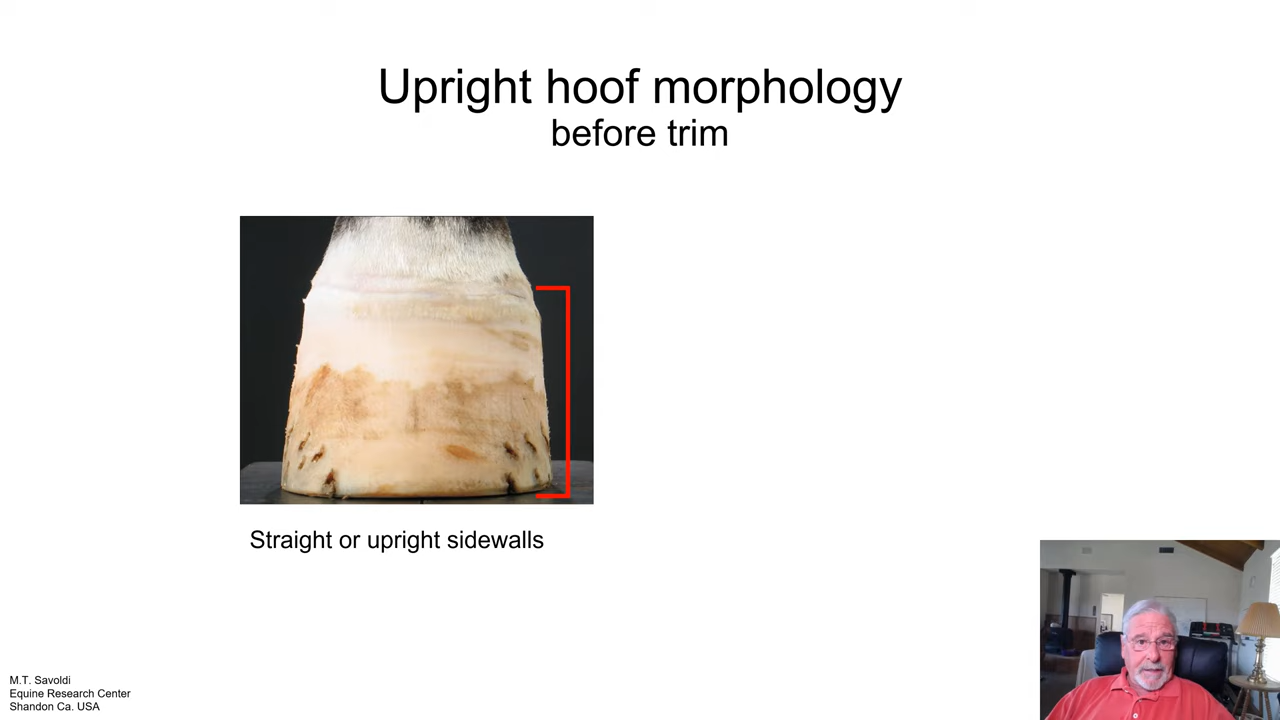 Upright hoof morphology
before trim
Straight or upright sidewalls
M.T. Savoldi
Equine Research Center
Shandon Ca. USA